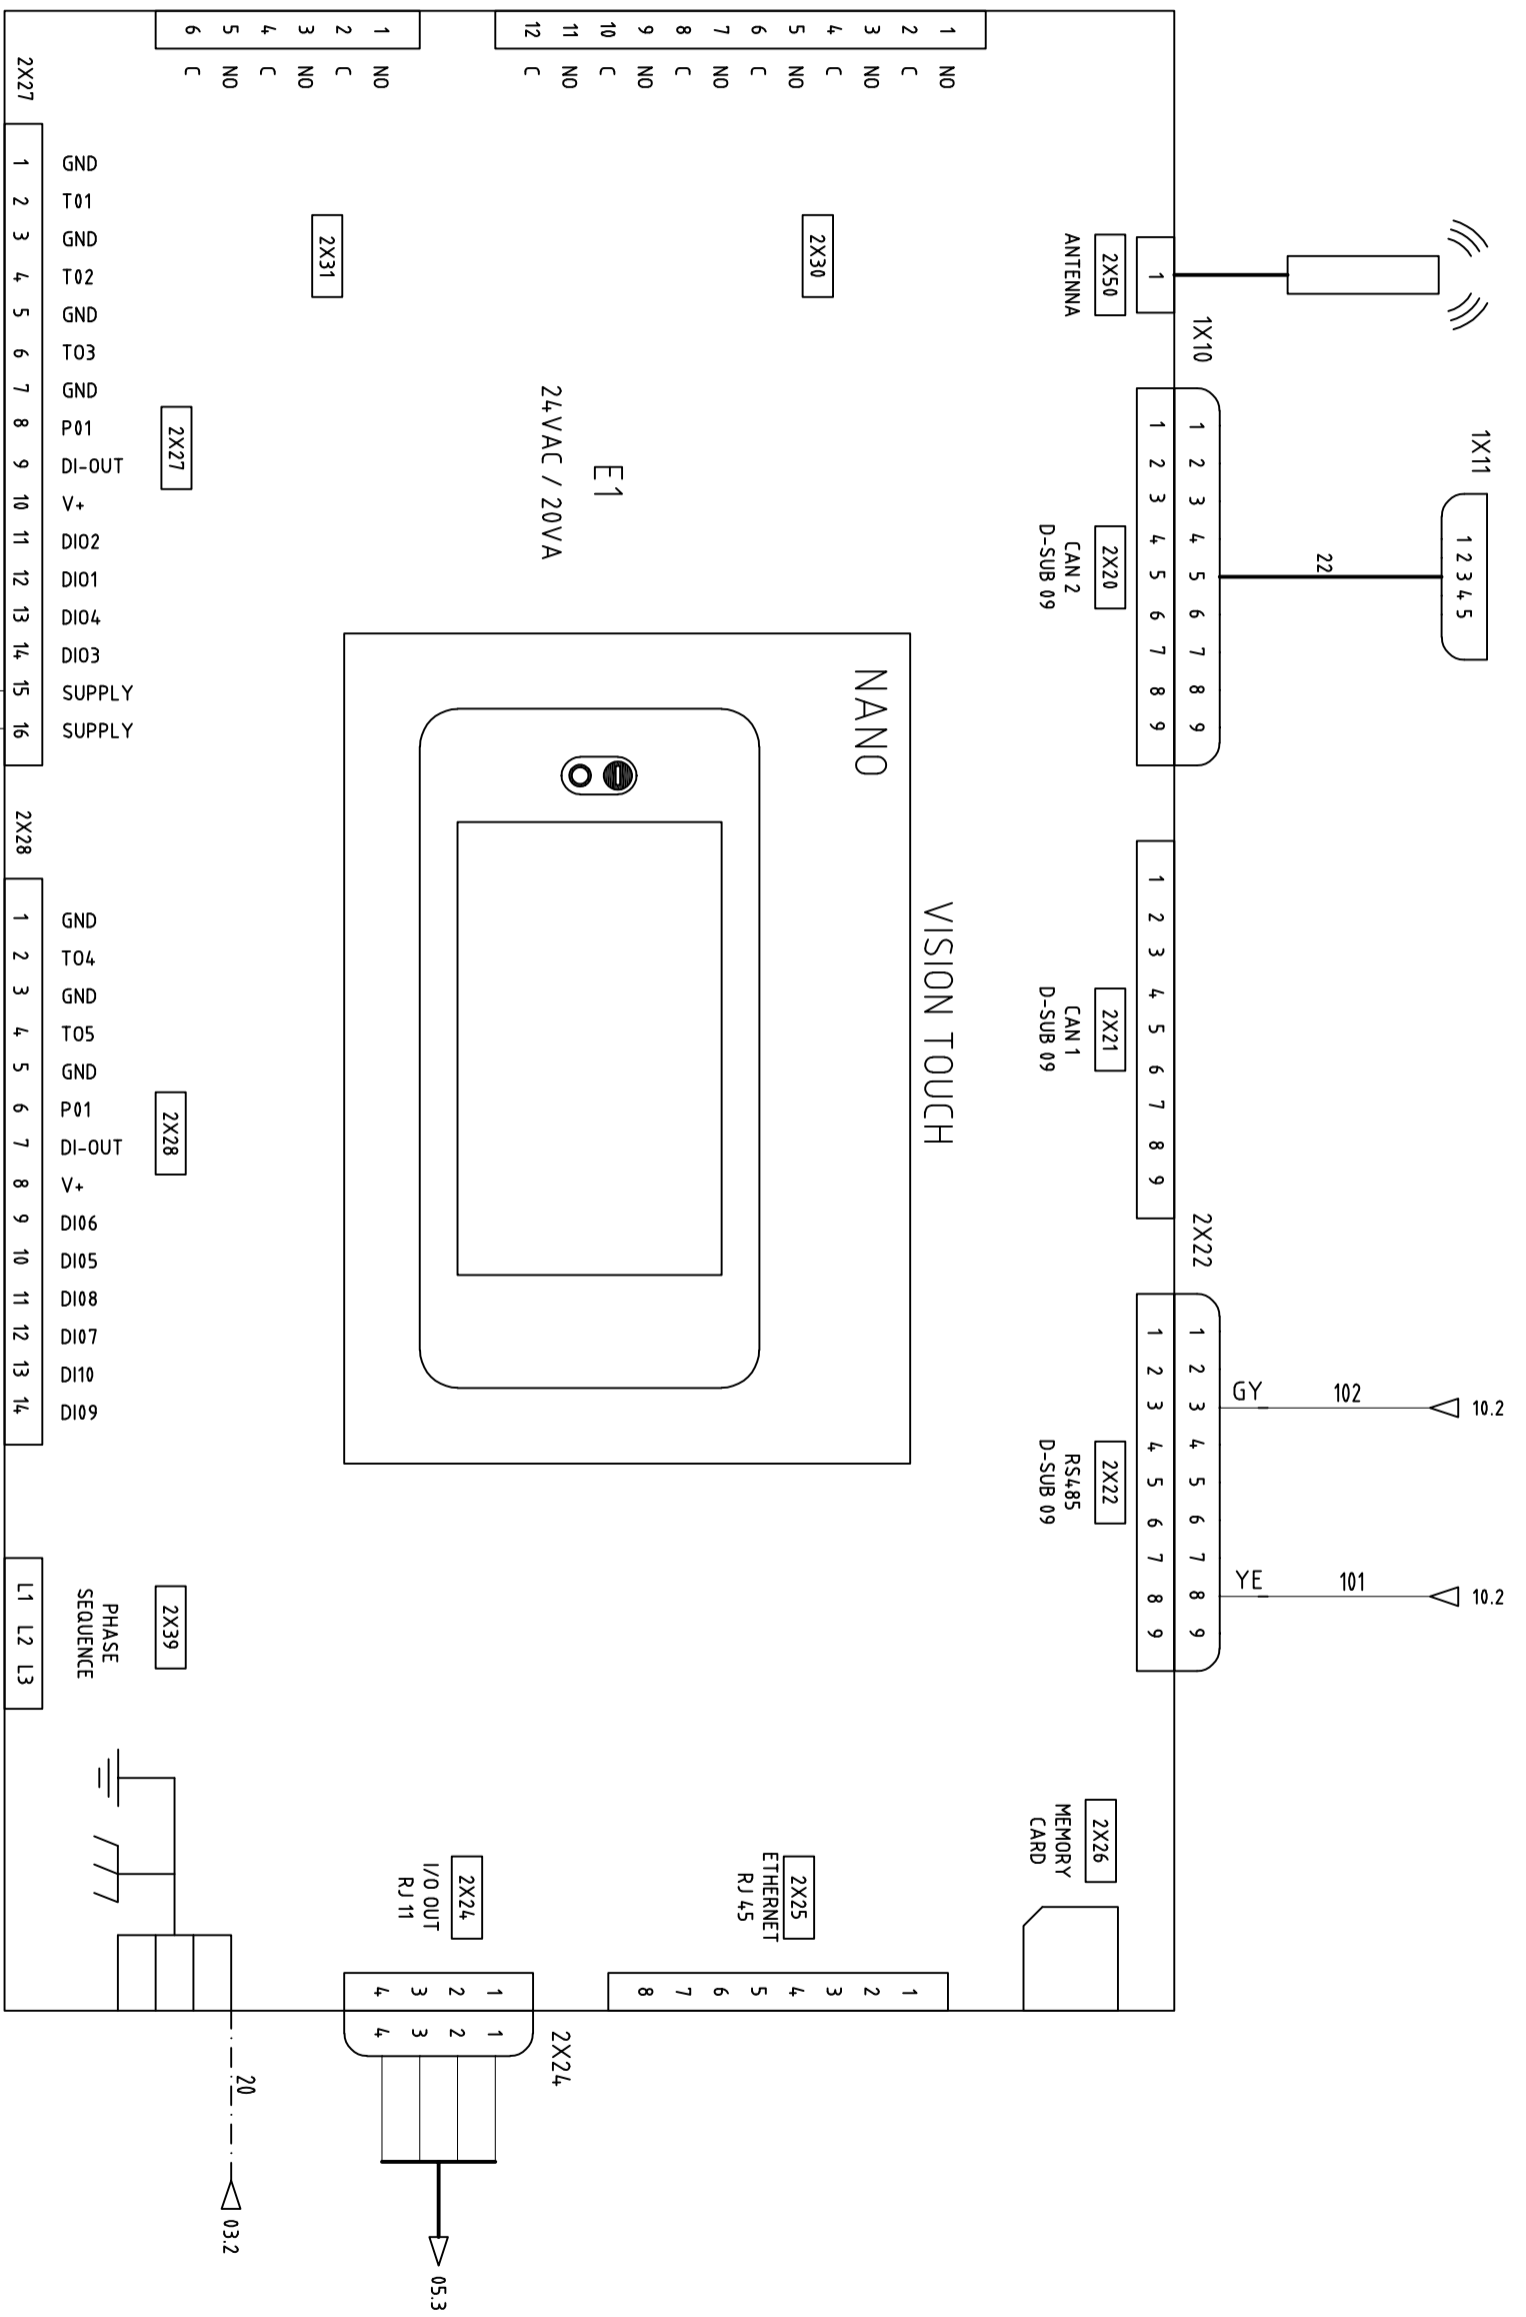 1 2 3 4 5 6
NO C NO C NO C
2X31
1 2 3 4 5 6 7 8 9 10 11 12
NO C NO C NO C NO C NO C NO C
2X30
1
2X50
ANTENNA
1X10
1 2 3 4 5 6 7 8 9
1 2 3 4 5 6 7 8 9
2X20
CAN 2
D-SUB 09
22
1X11
1 2 3 4 5
1 2 3 4 5 6 7 8 9
2X21
CAN 1
D-SUB 09
2X22
1 2 3 4 5 6 7 8 9
1 2 3 4 5 6 7 8 9
2X22
RS485
D-SUB 09
GY 102 10.2
YE 101 10.2
E1
24VAC / 20VA
VISION TOUCH
NANO
2X26
MEMORY
CARD
2X25
ETHERNET
RJ 45
1 2 3 4 5 6 7 8
2X24
I/O OUT
RJ 11
1 2 3 4
1 2 3 4
2X24
05.3
20
03.2
2X27
2X27
1 GND
2 T01
3 GND
4 T02
5 GND
6 TO3
7 GND
8 P01
9 DI-OUT
10 V+
11 DIO2
12 DIO1
13 DIO4
14 DIO3
15 SUPPLY
16 SUPPLY
2X28
2X28
1 GND
2 TO4
3 GND
4 TO5
5 GND
6 P01
7 DI-OUT
8 V+
9 DI06
10 DI05
11 DI08
12 DI07
13 DI10
14 DI09
2X39
PHASE
SEQUENCE
L1 L2 L3